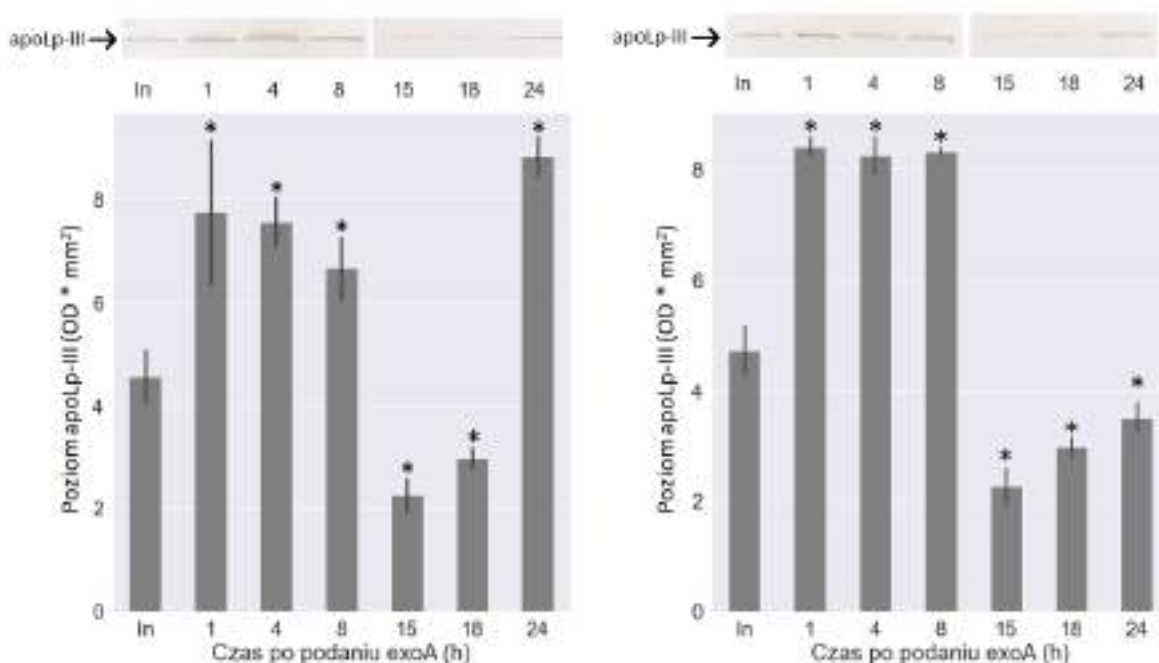 apoLp-III
In 1 4 8 15 18 24
Poziom apoLp-III (OD * mm²)
8
6
4
2
0
* * * * * *
In 1 4 8 15 18 24
Czas po podaniu exoA (h)
apoLp-III
In 1 4 8 15 18 24
Poziom apoLp-III (OD * mm²)
8
6
4
2
0
* * * * * *
In 1 4 8 15 18 24
Czas po podaniu exoA (h)